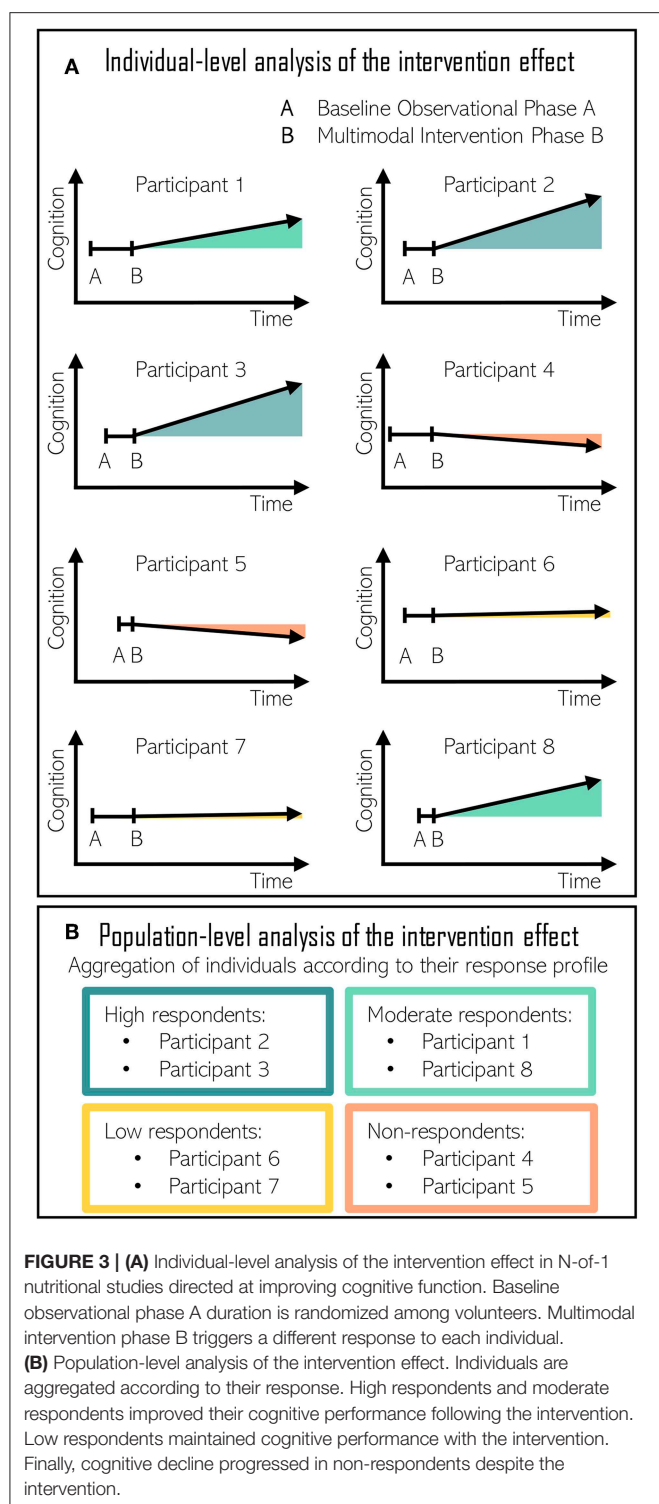 A Individual-level analysis of the intervention effect
A Baseline Observational Phase A
B Multimodal Intervention Phase B
Participant 1
Cognition
A B
Time
Participant 2
Cognition
A B
Time
Participant 3
Cognition
A B
Time
Participant 4
Cognition
A B
Time
Participant 5
Cognition
A B
Time
Participant 6
Cognition
A B
Time
Participant 7
Cognition
A B
Time
Participant 8
Cognition
A B
Time
B Population-level analysis of the intervention effect
Aggregation of individuals according to their response profile
High respondents:
• Participant 2
• Participant 3
Moderate respondents:
• Participant 1
• Participant 8
Low respondents:
• Participant 6
• Participant 7
Non-respondents:
• Participant 4
• Participant 5
FIGURE 3 | (A) Individual-level analysis of the intervention effect in N-of-1
nutritional studies directed at improving cognitive function. Baseline
observational phase A duration is randomized among volunteers. Multimodal
intervention phase B triggers a different response to each individual.
(B) Population-level analysis of the intervention effect. Individuals are
aggregated according to their response. High respondents and moderate
respondents improved their cognitive performance following the intervention.
Low respondents maintained cognitive performance with the intervention.
Finally, cognitive decline progressed in non-respondents despite the
intervention.